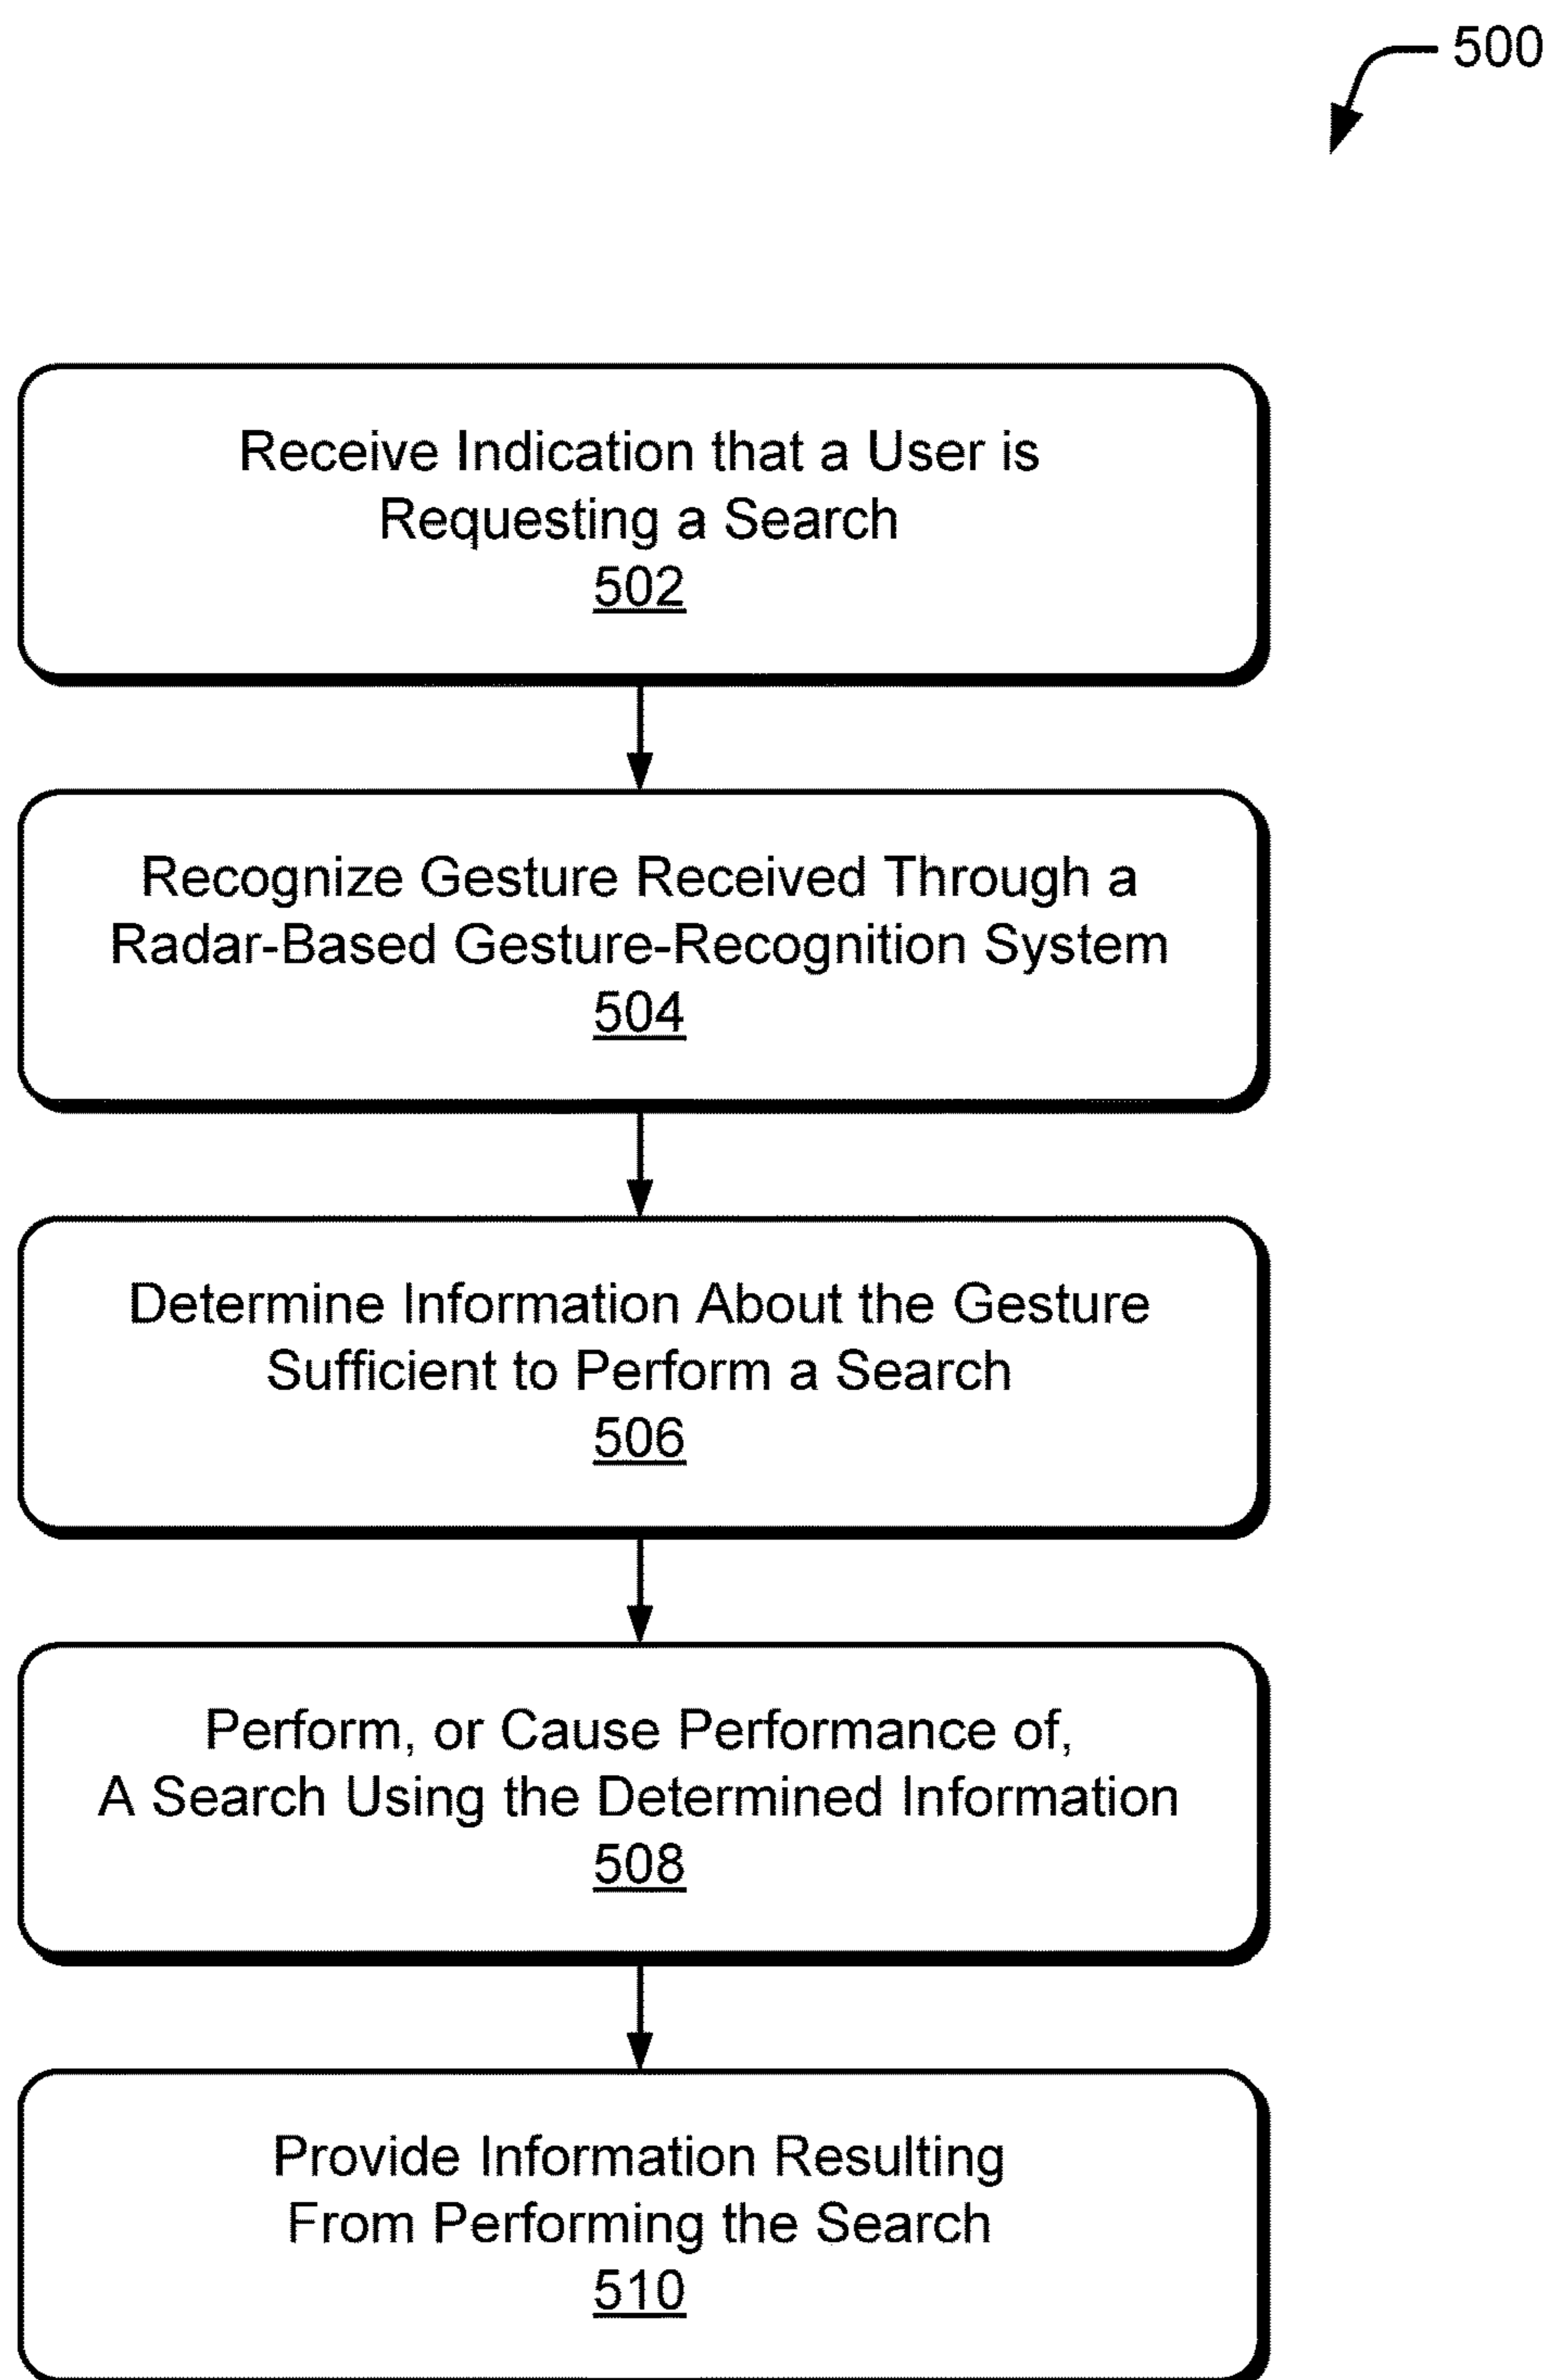 500
Receive Indication that a User is
Requesting a Search
502
Recognize Gesture Received Through a
Radar-Based Gesture-Recognition System
504
Determine Information About the Gesture
Sufficient to Perform a Search
506
Perform, or Cause Performance of,
A Search Using the Determined Information
508
Provide Information Resulting
From Performing the Search
510